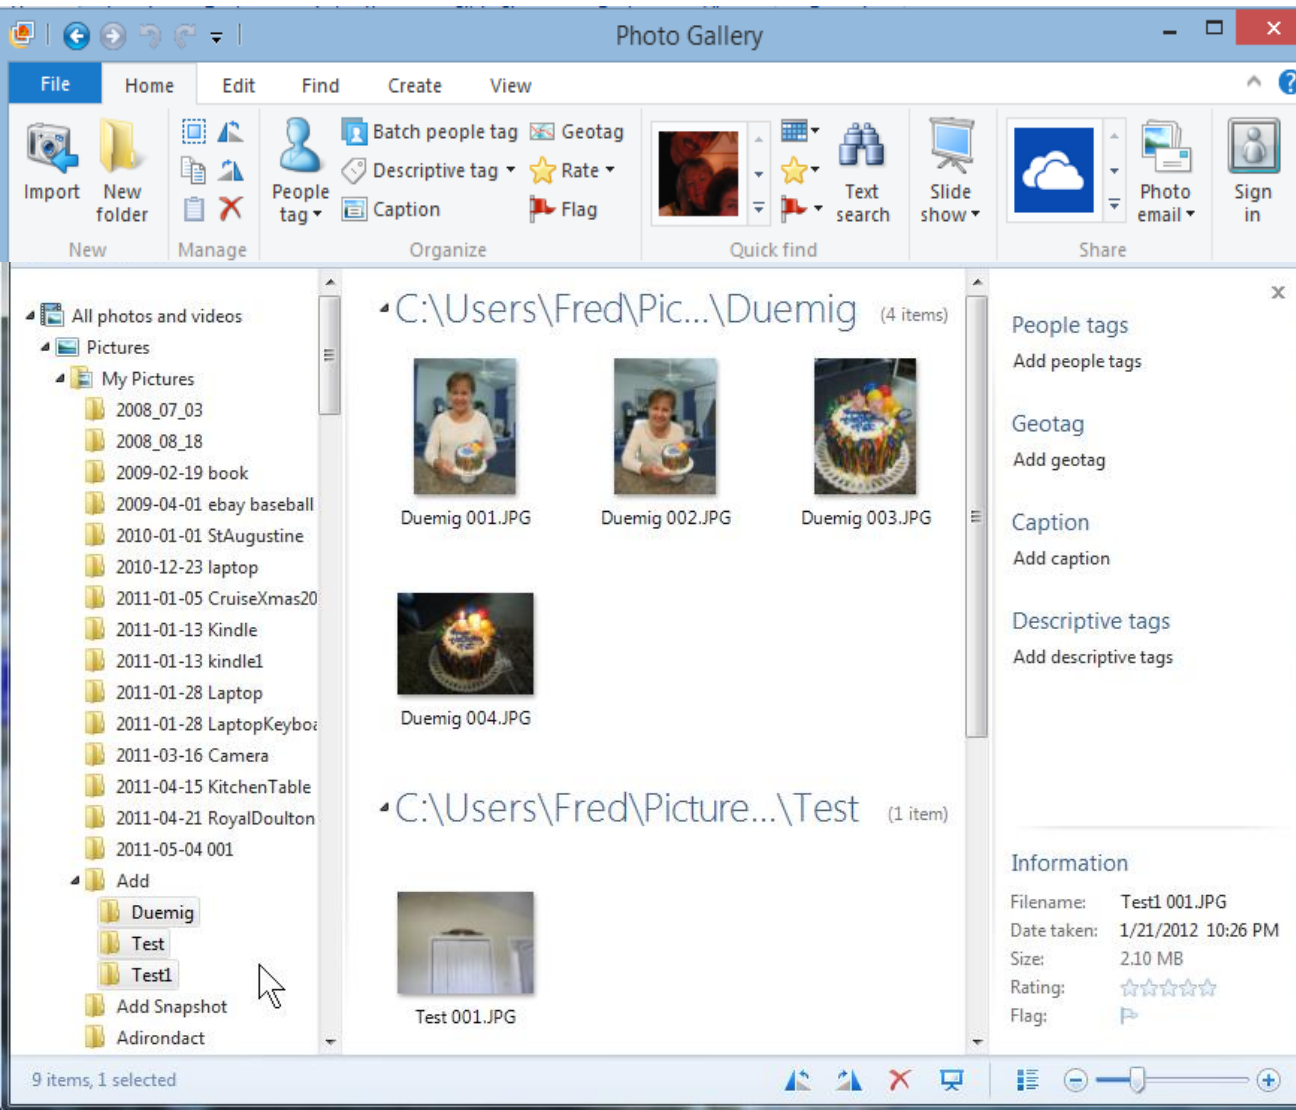 Photo Gallery
File Home Edit Find Create View
Import
New folder
People tag
Batch people tag
Geotag
Descriptive tag
Rate
Caption
Flag
Text search
Slide show
Photo email
Sign in
New Manage Organize Quick find Share
All photos and videos
Pictures
My Pictures
2008_07_03
2008_08_18
2009-02-19 book
2009-04-01 ebay baseball
2010-01-01 StAugustine
2010-12-23 laptop
2011-01-05 CruiseXmas20
2011-01-13 Kindle
2011-01-13 kindle1
2011-01-28 Laptop
2011-01-28 LaptopKeyboa
2011-03-16 Camera
2011-04-15 KitchenTable
2011-04-21 RoyalDoulton
2011-05-04 001
Add
Duemig
Test
Test1
Add Snapshot
Adirondact
C:\Users\Fred\Pic...\Duemig (4 items)
Duemig 001.JPG
Duemig 002.JPG
Duemig 003.JPG
Duemig 004.JPG
C:\Users\Fred\Picture...\Test (1 item)
Test 001.JPG
People tags
Add people tags
Geotag
Add geotag
Caption
Add caption
Descriptive tags
Add descriptive tags
Information
Filename: Test1 001.JPG
Date taken: 1/21/2012 10:26 PM
Size: 2.10 MB
Rating:
Flag:
9 items, 1 selected